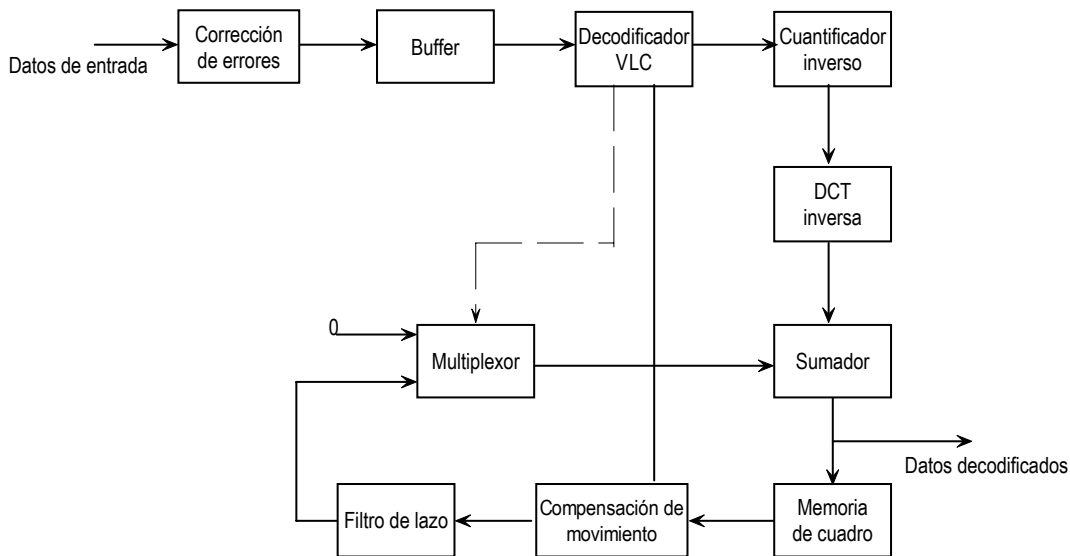 Datos de entrada
Corrección
de errores
Buffer
Decodificador
VLC
Cuantificador
inverso
DCT
inversa
0
Multiplexor
Sumador
Datos decodificados
Filtro de lazo
Compensación de
movimiento
Memoria
de cuadro